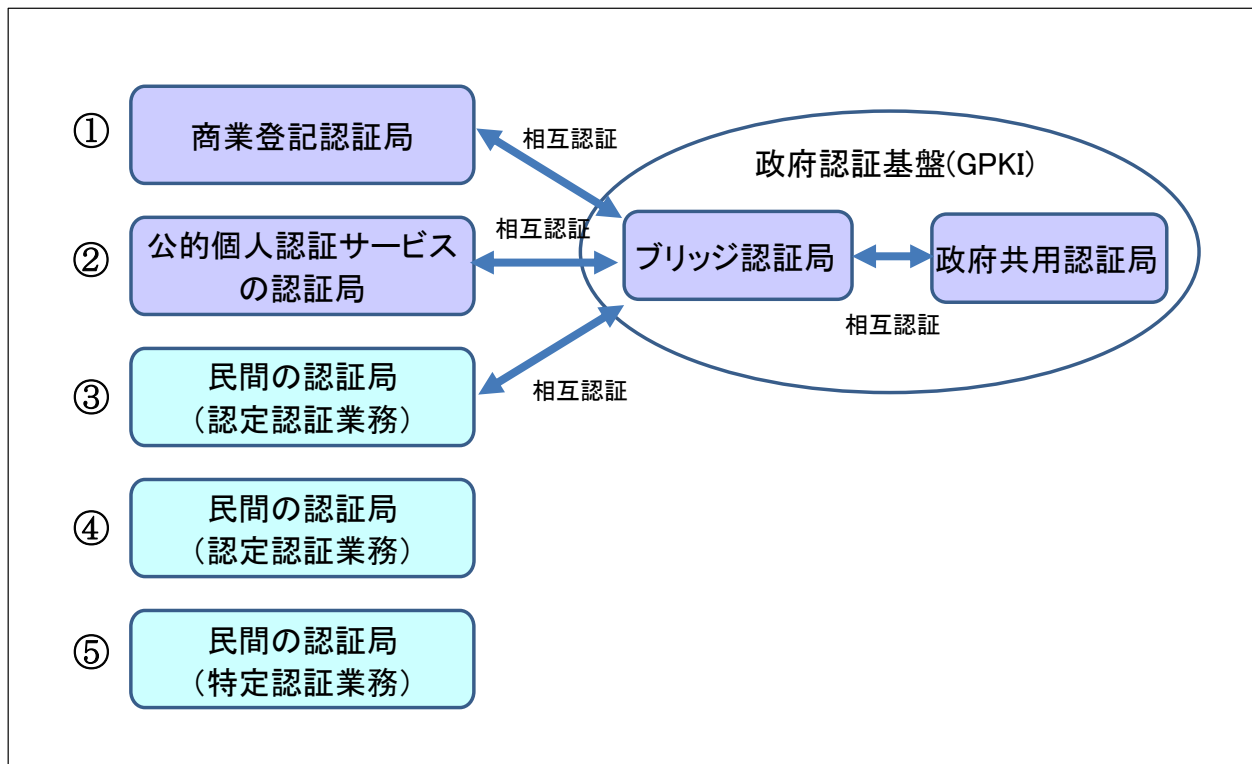 ①
商業登記認証局
相互認証
政府認証基盤(GPKI)
②
公的個人認証サービス
の認証局
相互認証
ブリッジ認証局
政府共用認証局
相互認証
③
民間の認証局
（認定認証業務）
相互認証
④
民間の認証局
（認定認証業務）
⑤
民間の認証局
（特定認証業務）